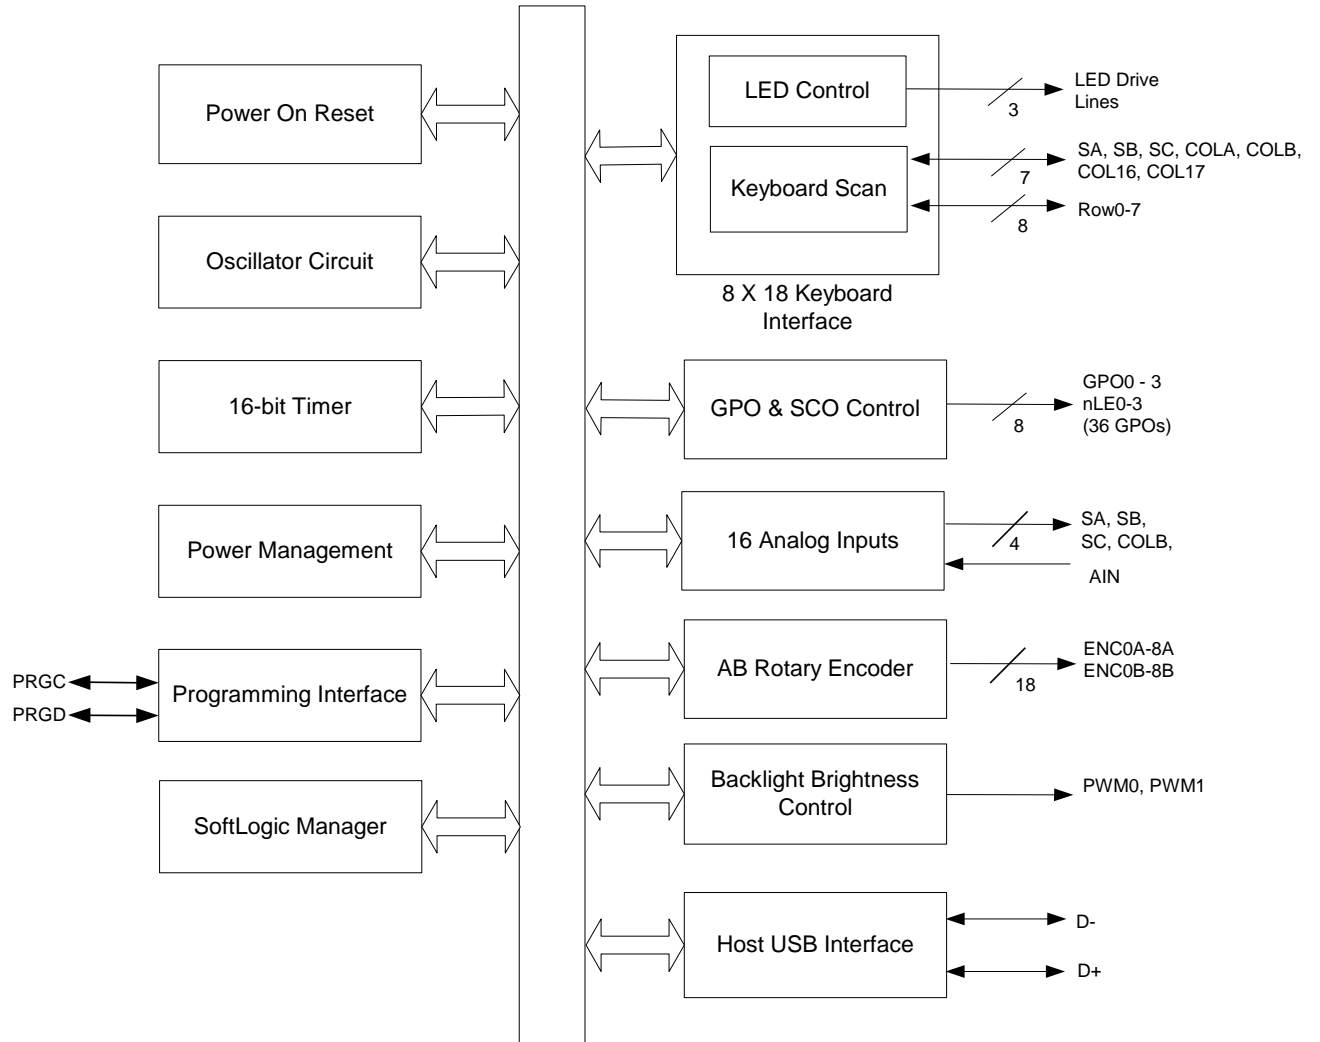 Power On Reset
Oscillator Circuit
16-bit Timer
Power Management
PRGC
PRGD
Programming Interface
SoftLogic Manager
LED Control
3
LED Drive
Lines
Keyboard Scan
7
SA, SB, SC, COLA, COLB,
COL16, COL17
8
Row0-7
8 X 18 Keyboard
Interface
GPO & SCO Control
8
GPO0 - 3
nLE0-3
(36 GPOs)
16 Analog Inputs
4
SA, SB,
SC, COLB,
AIN
AB Rotary Encoder
18
ENC0A-8A
ENC0B-8B
Backlight Brightness
Control
PWM0, PWM1
Host USB Interface
D-
D+